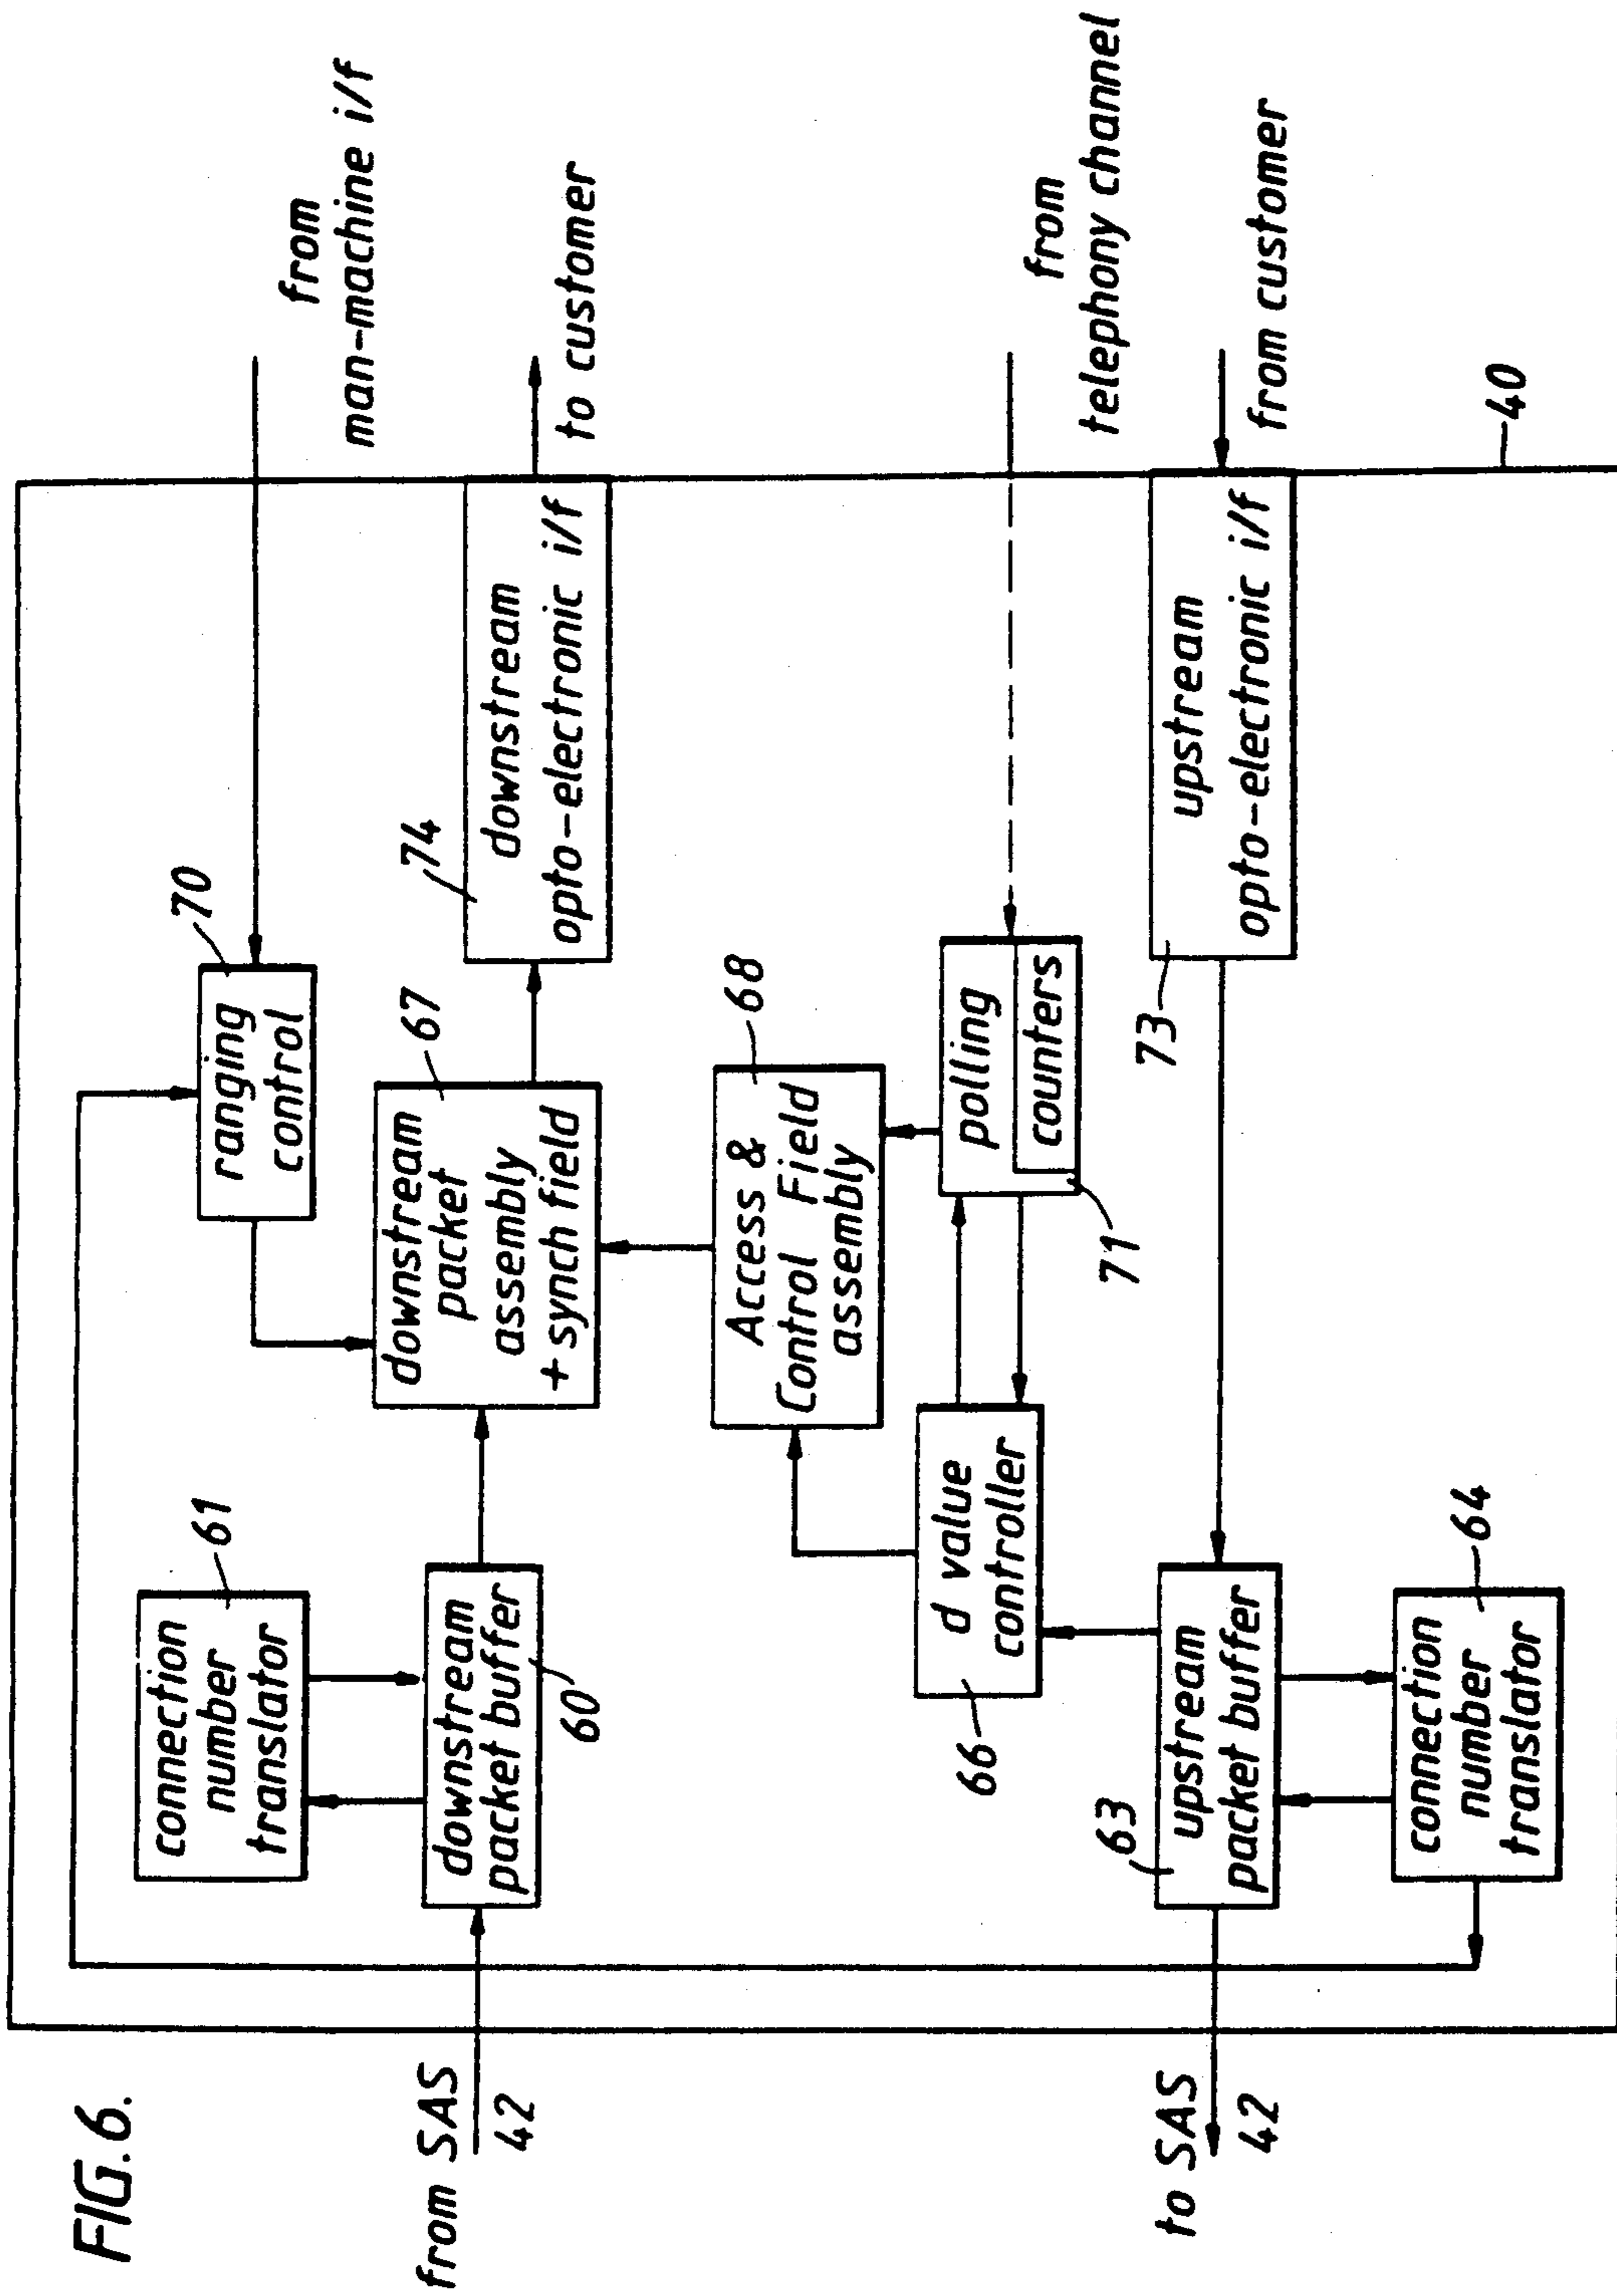 FIG. 6.
from SAS
42
connection
number
translator
61
downstream
packet buffer
60
ranging
control
70
from
man-machine i/f
downstream
packet
assembly
+ synch field
67
downstream
opto-electronic i/f
74
to customer
Access &
Control Field
assembly
68
d value
controller
66
polling
counters
71
from
telephony channel
to SAS
42
upstream
packet buffer
63
connection
number
translator
64
upstream
opto-electronic i/f
73
from customer
40